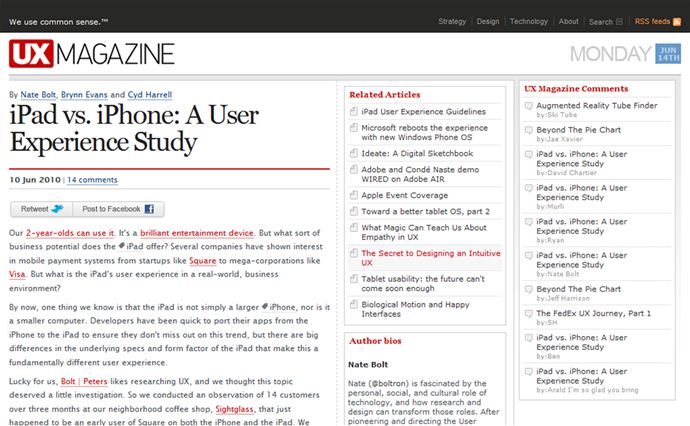 We use common sense.™
Strategy | Design | Technology | About | Search | RSS feeds
UX MAGAZINE
MONDAY JUN 14TH
By Nate Bolt, Brynn Evans and Cyd Harrell
iPad vs. iPhone: A User
Experience Study
10 Jun 2010 | 14 comments
Retweet
Post to Facebook
Our 2-year-olds can use it. It's a brilliant entertainment device. But what sort of
business potential does the iPad offer? Several companies have shown interest
in mobile payment systems from startups like Square to mega-corporations like
Visa. But what is the iPad's user experience in a real-world, business
environment?
By now, one thing we know is that the iPad is not simply a larger iPhone, nor is it
a smaller computer. Developers have been quick to port their apps from the
iPhone to the iPad to ensure they don't miss out on this trend, but there are big
differences in the underlying specs and form factor of the iPad that make this a
fundamentally different user experience.
Lucky for us, Bolt | Peters likes researching UX, and we thought this topic
deserved a little investigation. So we conducted an observation of 14 customers
over three months at our neighborhood coffee shop, Sightglass, that just
happened to be an early user of Square on both the iPhone and the iPad. We
Related Articles
iPad User Experience Guidelines
Microsoft reboots the experience
with new Windows Phone OS
Ideate: A Digital Sketchbook
Adobe and Condé Naste demo
WIRED on Adobe AIR
Apple Event Coverage
Toward a better tablet OS, part 2
What Magic Can Teach Us About
Empathy in UX
The Secret to Designing an Intuitive
UX
Tablet usability: the future can't
come soon enough
Biological Motion and Happy
Interfaces
Author bios
Nate Bolt
Nate (@boltron) is fascinated by the
personal, social, and cultural role of
technology, and how research and
design can transform those roles. After
pioneering and directing the User
UX Magazine Comments
Augmented Reality Tube Finder
by:Ski Tube
Beyond The Pie Chart
by:Jae Xavier
iPad vs. iPhone: A User
Experience Study
by:David Chartier
iPad vs. iPhone: A User
Experience Study
by:Murli
iPad vs. iPhone: A User
Experience Study
by:Ryan
iPad vs. iPhone: A User
Experience Study
by:Nate Bolt
Beyond The Pie Chart
by:Jeff Harrison
The FedEx UX Journey, Part 1
by:SH
iPad vs. iPhone: A User
Experience Study
by:Ben
iPad vs. iPhone: A User
Experience Study
by:Arald I'm so glad you bring